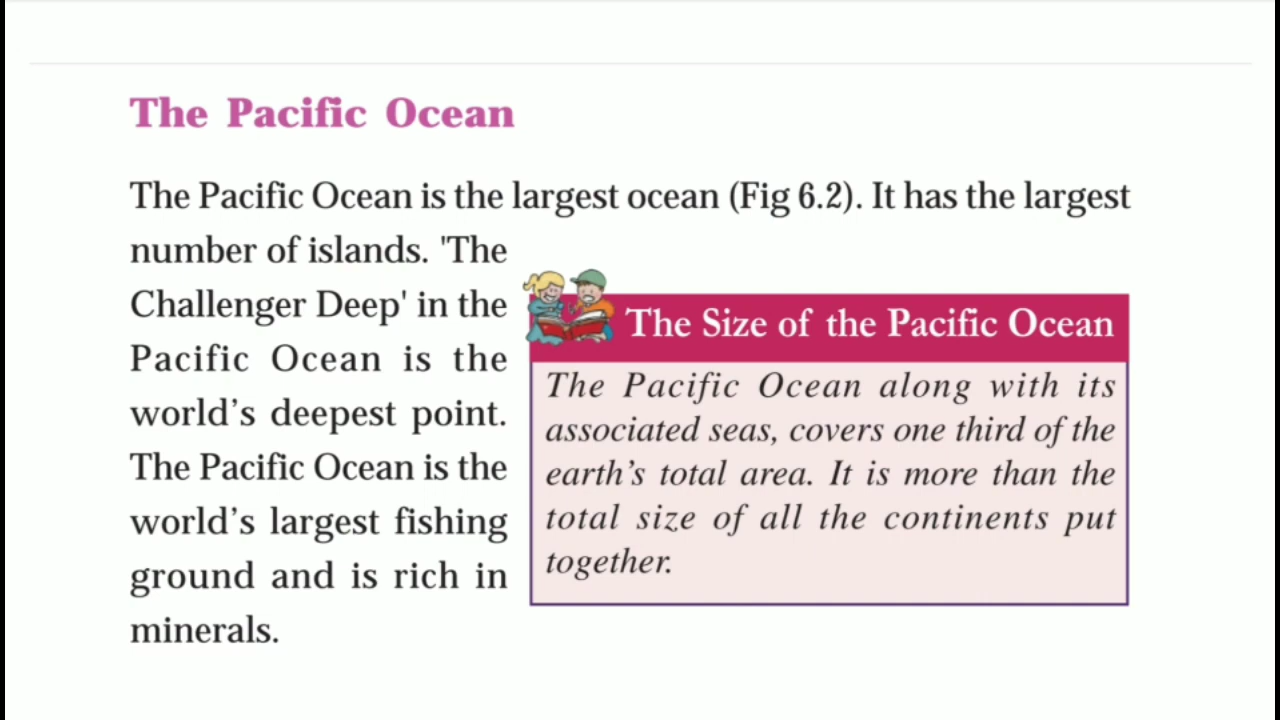 The Pacific Ocean
The Pacific Ocean is the largest ocean (Fig 6.2). It has the largest
number of islands. 'The
Challenger Deep' in the
Pacific Ocean is the
world’s deepest point.
The Pacific Ocean is the
world’s largest fishing
ground and is rich in
minerals.
The Size of the Pacific Ocean
The Pacific Ocean along with its
associated seas, covers one third of the
earth’s total area. It is more than the
total size of all the continents put
together.